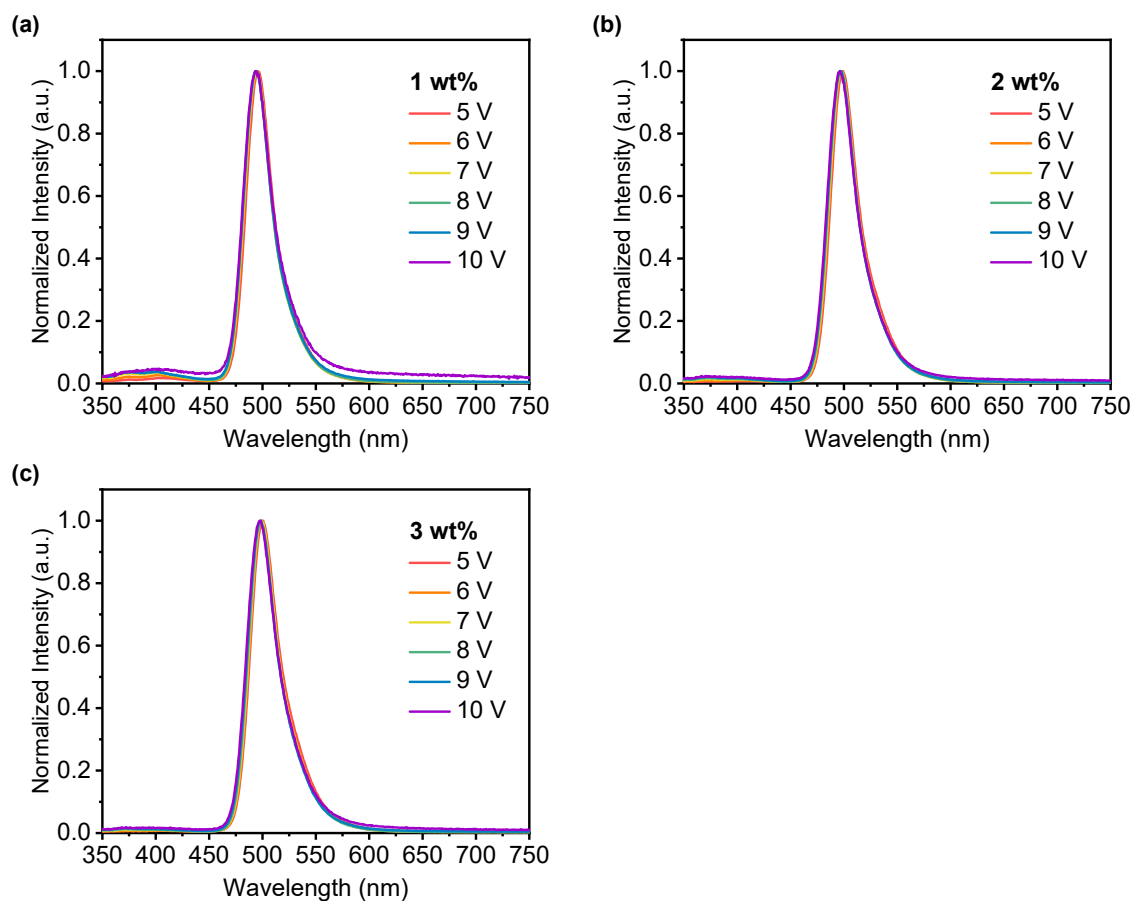 (a)
Normalized Intensity (a.u.)
1.0
0.8
0.6
0.4
0.2
0.0
1 wt%
5 V
6 V
7 V
8 V
9 V
10 V
350 400 450 500 550 600 650 700 750
Wavelength (nm)
(b)
Normalized Intensity (a.u.)
1.0
0.8
0.6
0.4
0.2
0.0
2 wt%
5 V
6 V
7 V
8 V
9 V
10 V
350 400 450 500 550 600 650 700 750
Wavelength (nm)
(c)
Normalized Intensity (a.u.)
1.0
0.8
0.6
0.4
0.2
0.0
3 wt%
5 V
6 V
7 V
8 V
9 V
10 V
350 400 450 500 550 600 650 700 750
Wavelength (nm)